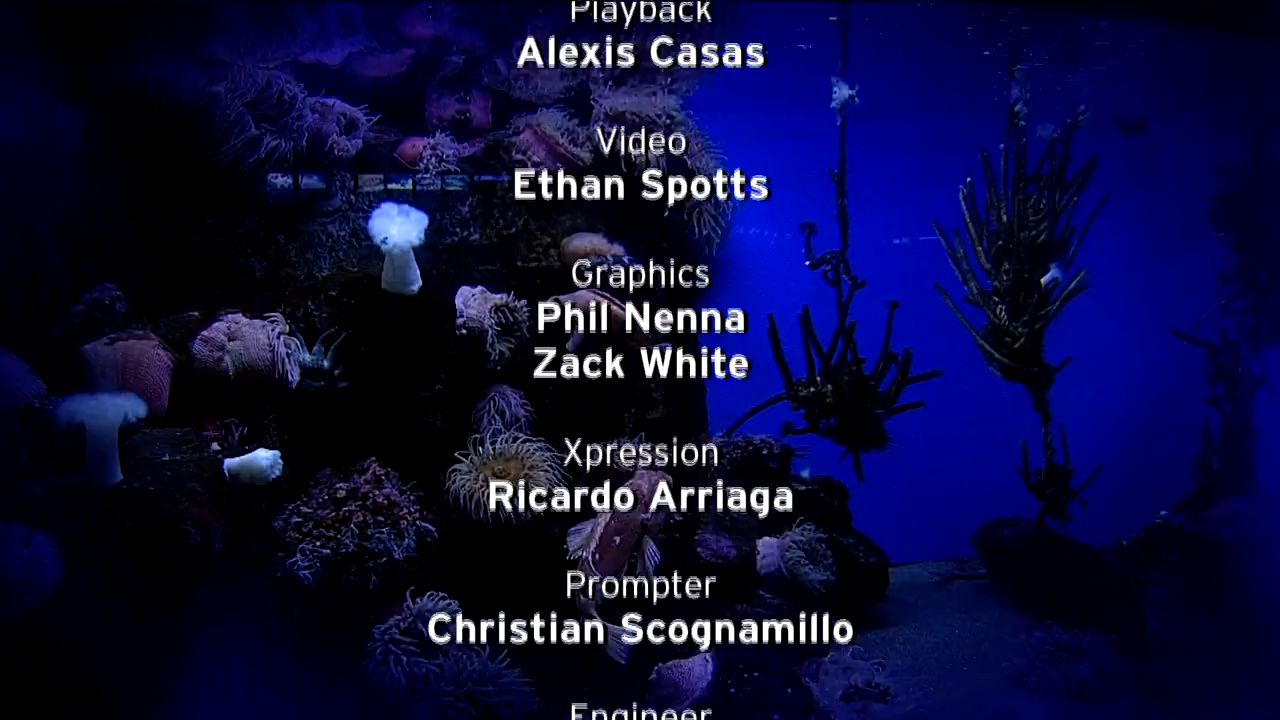 Playback
Alexis Casas
Video
Ethan Spotts
Graphics
Phil Nenna
Zack White
Xpression
Ricardo Arriaga
Prompter
Christian Scognamillo
Engineer